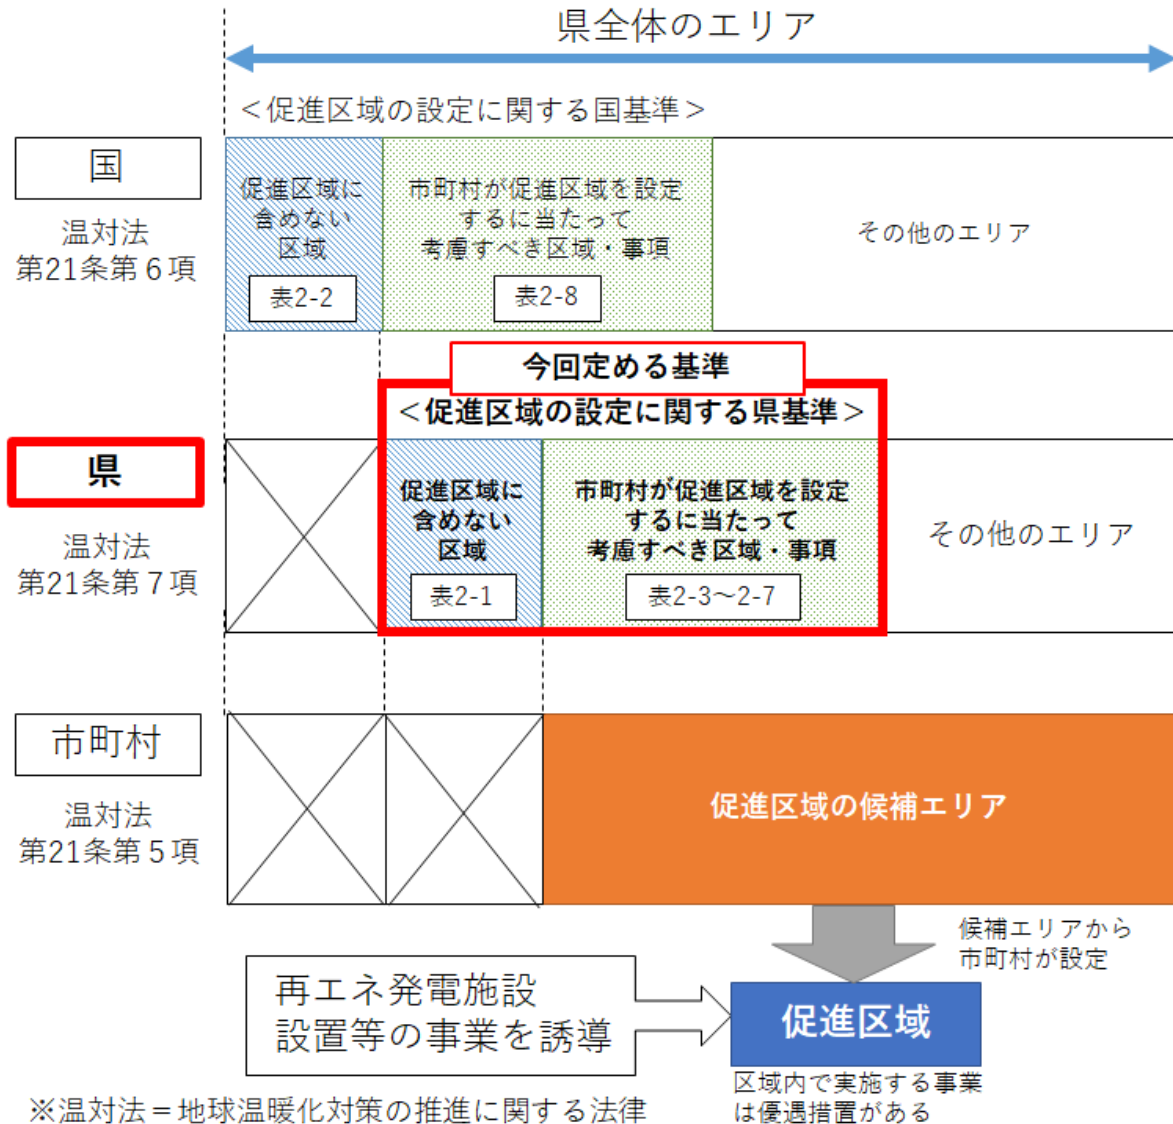 県全体のエリア
＜促進区域の設定に関する国基準＞
国
温対法
第21条第６項
促進区域に
含めない
区域
表2-2
市町村が促進区域を設定
するに当たって
考慮すべき区域・事項
表2-8
その他のエリア
今回定める基準
＜促進区域の設定に関する県基準＞
県
温対法
第21条第７項
促進区域に
含めない
区域
表2-1
市町村が促進区域を設定
するに当たって
考慮すべき区域・事項
表2-3～2-7
その他のエリア
市町村
温対法
第21条第５項
促進区域の候補エリア
候補エリアから
市町村が設定
再エネ発電施設
設置等の事業を誘導
促進区域
区域内で実施する事業
は優遇措置がある
※温対法＝地球温暖化対策の推進に関する法律